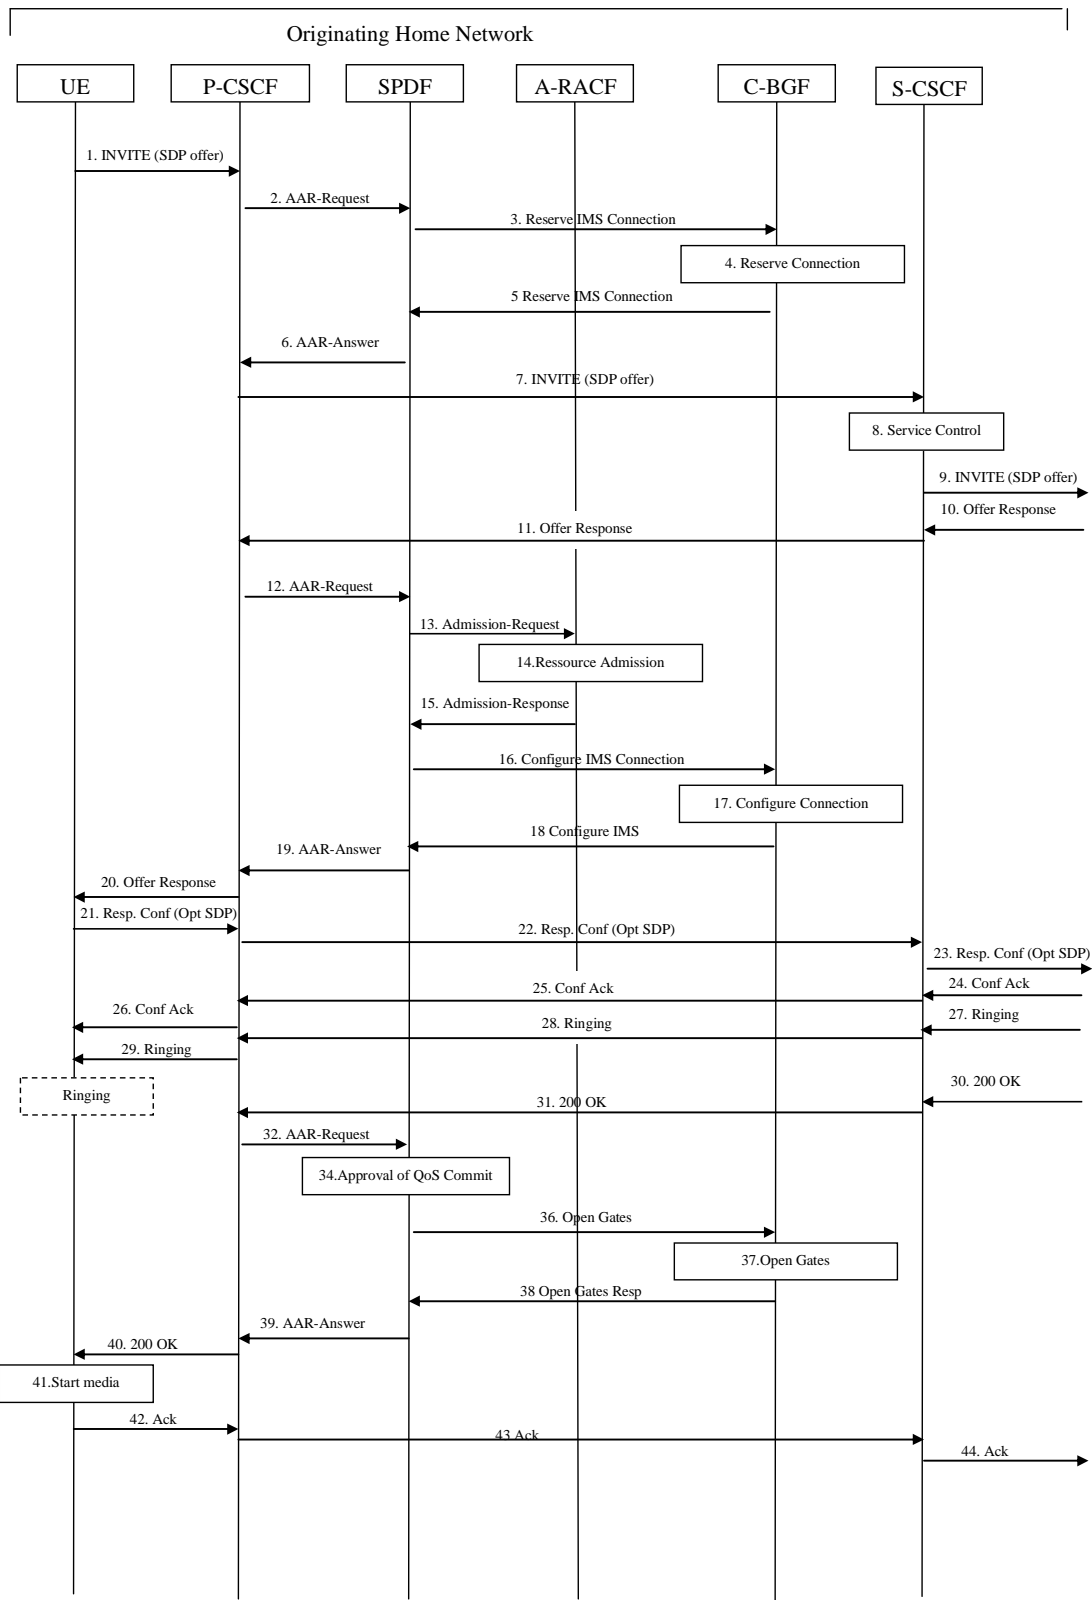 Originating Home Network
UE
P-CSCF
SPDF
A-RACF
C-BGF
S-CSCF
1. INVITE (SDP offer)
2. AAR-Request
3. Reserve IMS Connection
4. Reserve Connection
5 Reserve IMS Connection
6. AAR-Answer
7. INVITE (SDP offer)
8. Service Control
9. INVITE (SDP offer)
10. Offer Response
11. Offer Response
12. AAR-Request
13. Admission-Request
14.Ressource Admission
15. Admission-Response
16. Configure IMS Connection
17. Configure Connection
18 Configure IMS
19. AAR-Answer
20. Offer Response
21. Resp. Conf (Opt SDP)
22. Resp. Conf (Opt SDP)
23. Resp. Conf (Opt SDP)
24. Conf Ack
25. Conf Ack
26. Conf Ack
27. Ringing
28. Ringing
29. Ringing
Ringing
30. 200 OK
31. 200 OK
32. AAR-Request
34.Approval of QoS Commit
36. Open Gates
37.Open Gates
38 Open Gates Resp
39. AAR-Answer
40. 200 OK
41.Start media
42. Ack
43 Ack
44. Ack